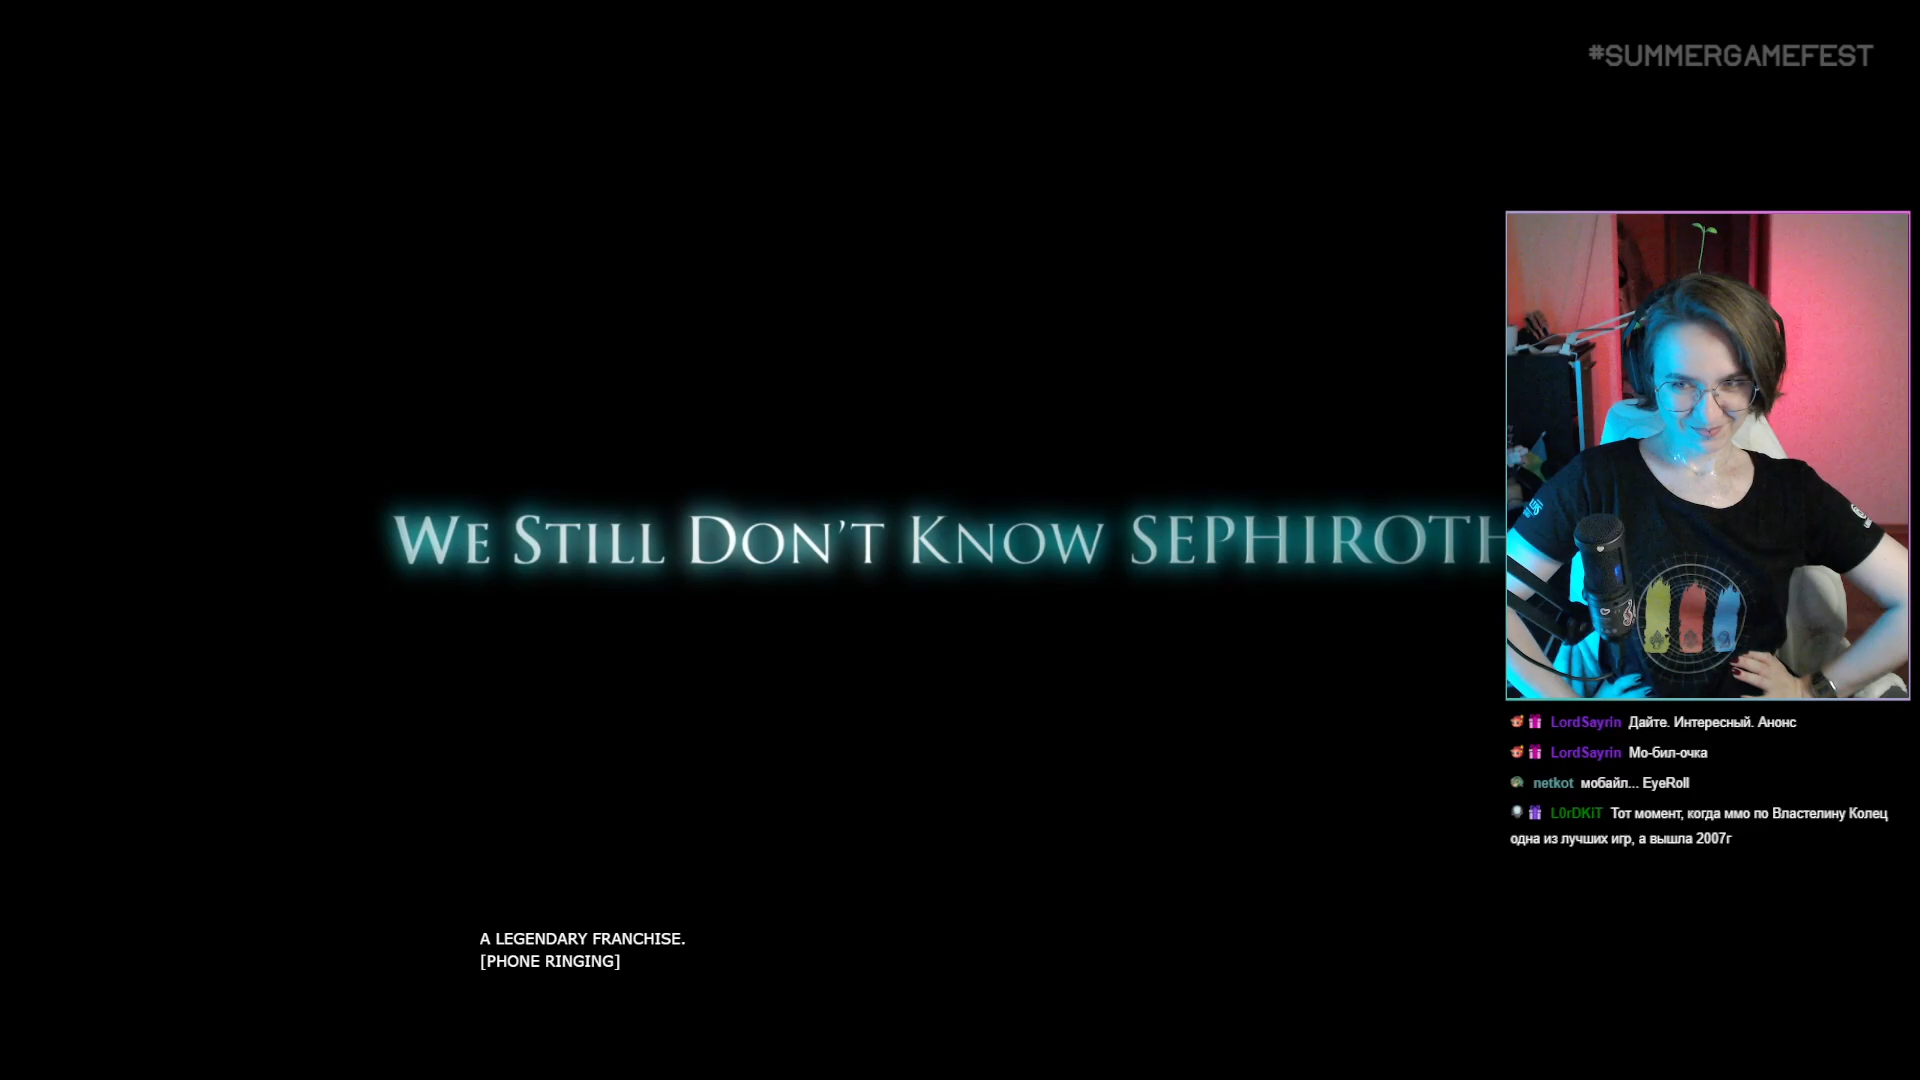 #SUMMERGAMEFEST
WE STILL DON'T KNOW SEPHIROTH
LordSayrin Дайте. Интересный. Анонс
LordSayrin Мо-бил-очка
netkot мобайл... EyeRoll
L0rDKiT Тот момент, когда ммо по Властелину Колец
одна из лучших игр, а вышла 2007г
A LEGENDARY FRANCHISE.
[PHONE RINGING]